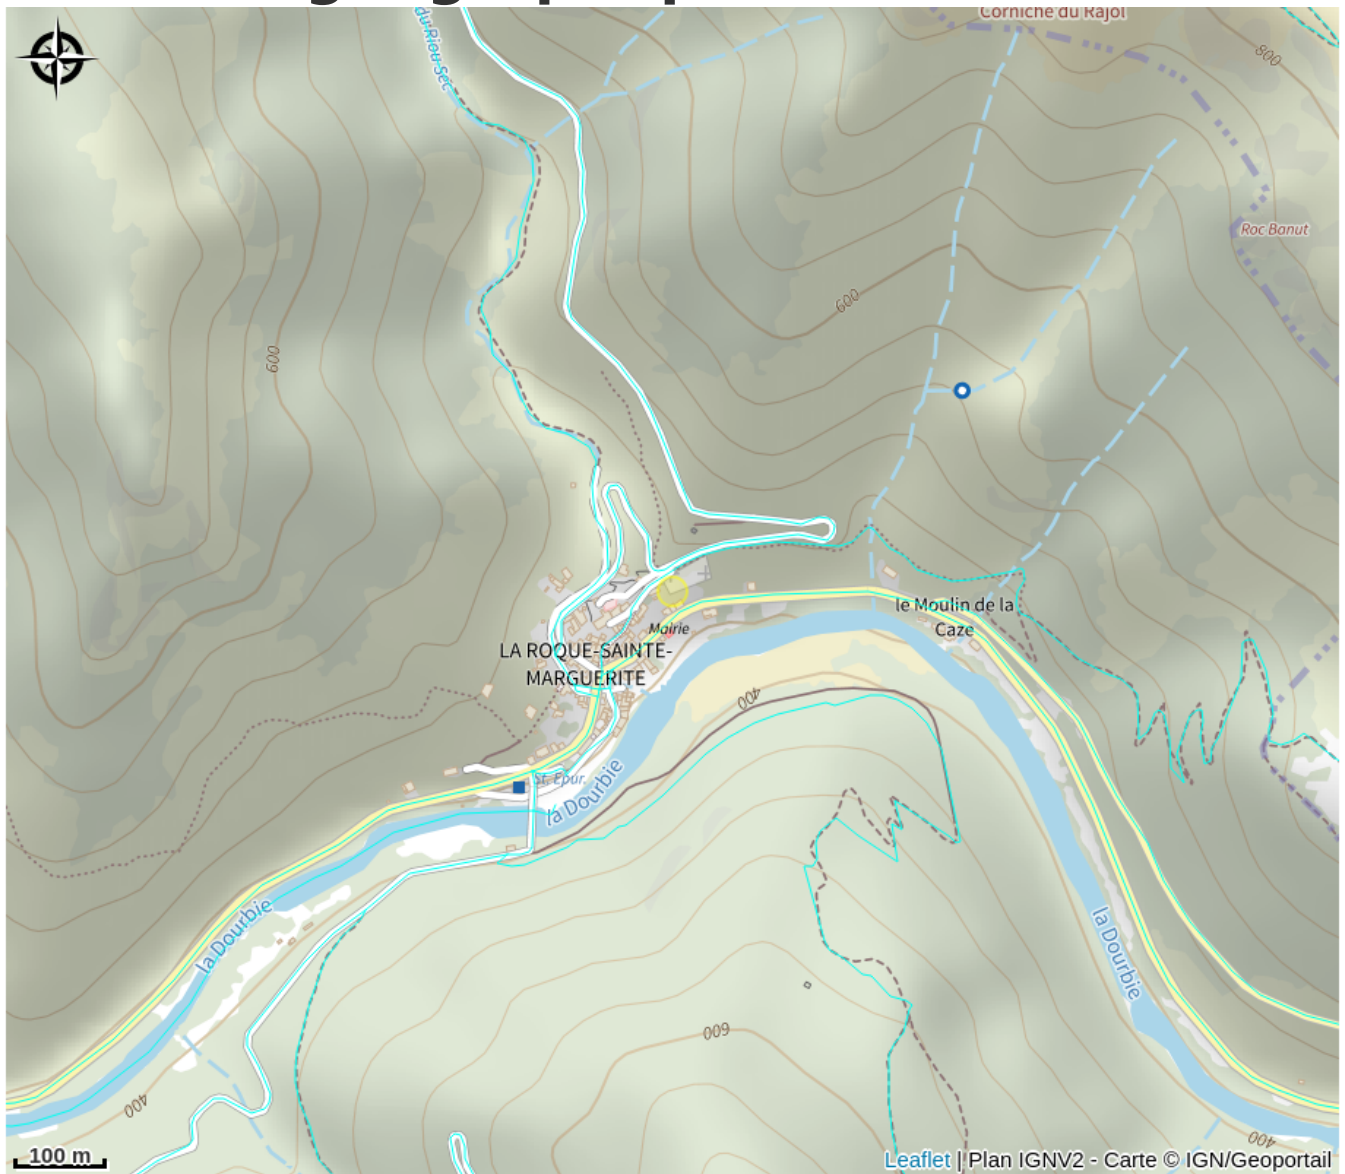 Corniche du Rajol
du Riou Sec
800
Roc Banut
600
600
le Moulin de la
Caze
Mairie
LA ROQUE-SAINTE-
MARGUERITE
400
St. Epur.
la Dourbie
la Dourbie
la Dourbie
600
400
400
100 m
Leaflet | Plan IGNV2 - Carte © IGN/Geoportail